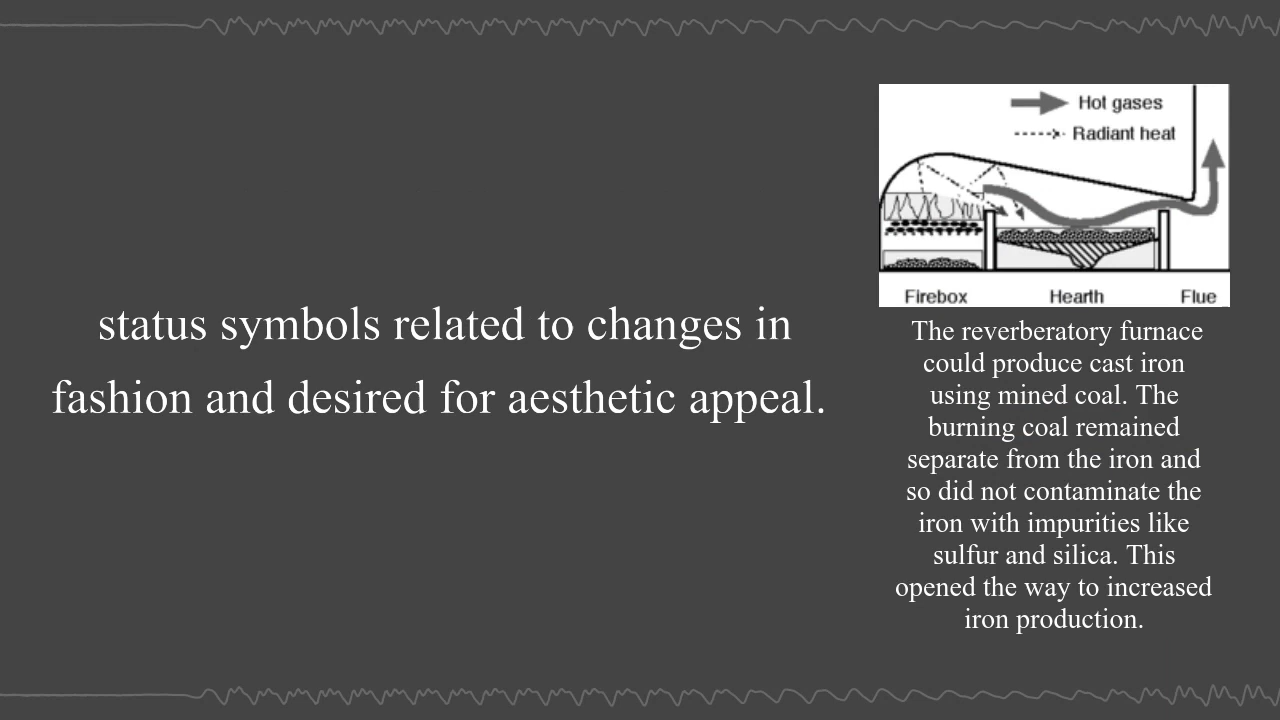 status symbols related to changes in
fashion and desired for aesthetic appeal.
Hot gases
Radiant heat
Firebox Hearth Flue
The reverberatory furnace
could produce cast iron
using mined coal. The
burning coal remained
separate from the iron and
so did not contaminate the
iron with impurities like
sulfur and silica. This
opened the way to increased
iron production.